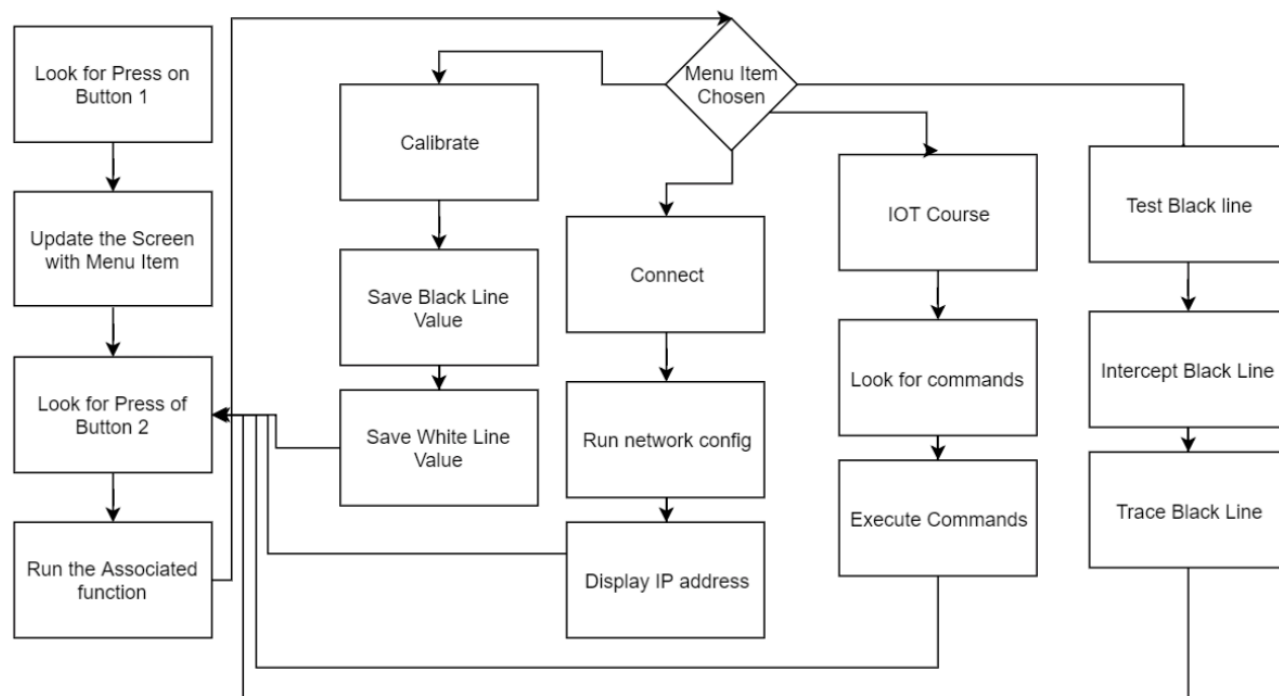 Look for Press on
Button 1
Update the Screen
with Menu Item
Look for Press of
Button 2
Run the Associated
function
Menu Item
Chosen
Calibrate
Save Black Line
Value
Save White Line
Value
Connect
Run network config
Display IP address
IOT Course
Look for commands
Execute Commands
Test Black line
Intercept Black Line
Trace Black Line